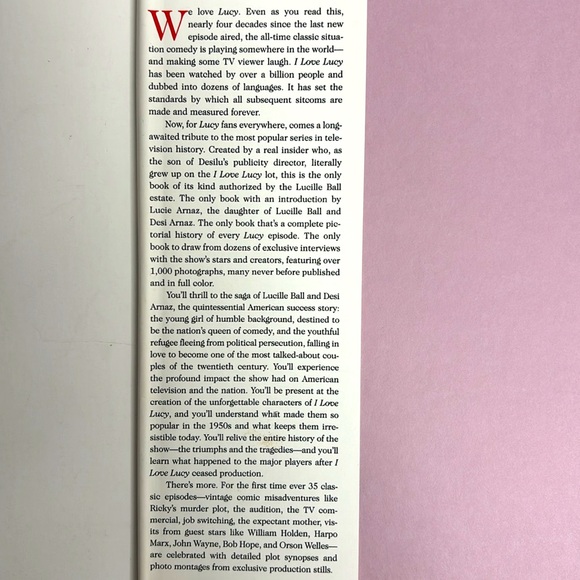 We love Lucy. Even as you read this,
nearly four decades since the last new
episode aired, the all-time classic situa-
tion comedy is playing somewhere in the world—
and making some TV viewer laugh. I Love Lucy
has been watched by over a billion people and
dubbed into dozens of languages. It has set the
standards by which all subsequent sitcoms are
made and measured forever.
Now, for Lucy fans everywhere, comes a long-
awaited tribute to the most popular series in tele-
vision history. Created by a real insider who, as
the son of Desilu's publicity director, literally
grew up on the I Love Lucy lot, this is the only
book of its kind authorized by the Lucille Ball
estate. The only book with an introduction by
Lucie Arnaz, the daughter of Lucille Ball and
Desi Arnaz. The only book that's a complete pic-
torial history of every Lucy episode. The only
book to draw from dozens of exclusive interviews
with the show's stars and creators, featuring over
1,000 photographs, many never before published
and in full color.
You'll thrill to the saga of Lucille Ball and Desi
Arnaz, the quintessential American success story:
the young girl of humble background, destined to
be the nation's queen of comedy, and the youthful
refugee fleeing from political persecution, falling in
love to become one of the most talked-about cou-
ples of the twentieth century. You'll experience
the profound impact the show had on American
television and the nation. You'll be present at the
creation of the unforgettable characters of I Love
Lucy, and you'll understand what made them so
popular in the 1950s and what keeps them irre-
sistible today. You'll relive the entire history of the
show—the triumphs and the tragedies—and you'll
learn what happened to the major players after I
Love Lucy ceased production.
There's more. For the first time ever 35 clas-
sic episodes—vintage comic misadventures like
Ricky's murder plot, the audition, the TV com-
mercial, job switching, the expectant mother, vis-
its from guest stars like William Holden, Harpo
Marx, John Wayne, Bob Hope, and Orson Welles—
are celebrated with detailed plot synopses and
photo montages from exclusive production stills.